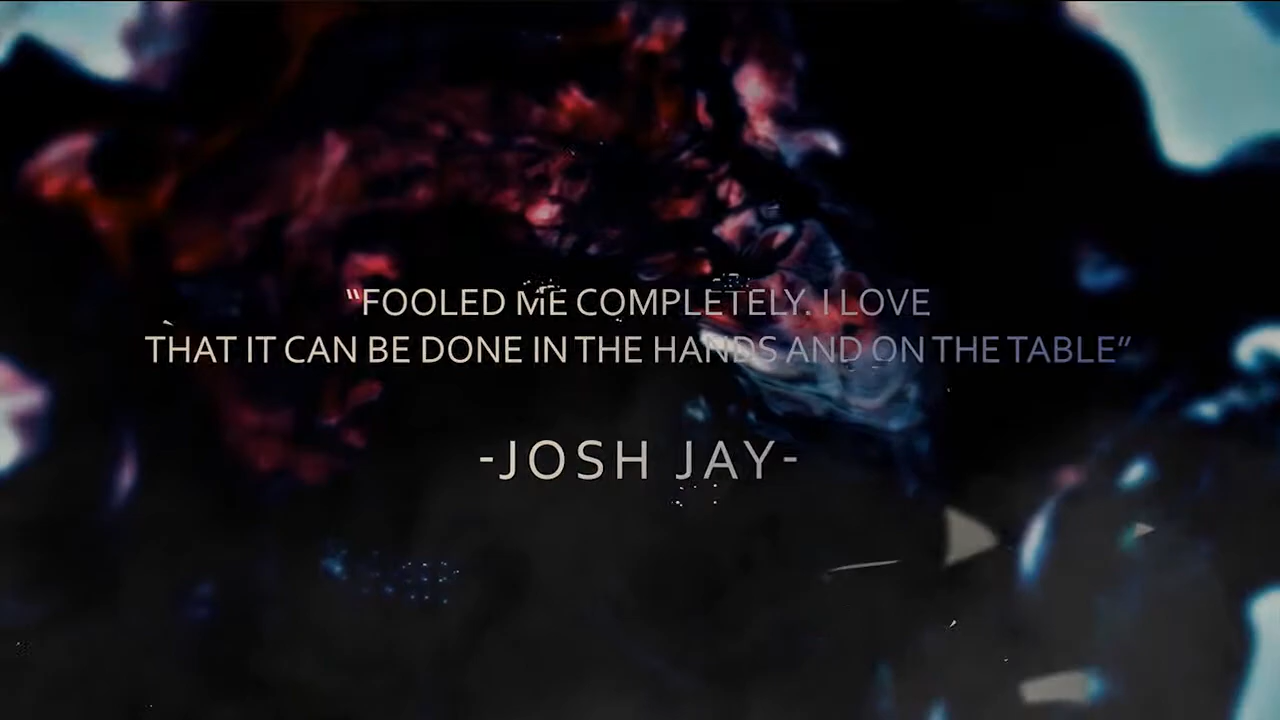 “FOOLED ME COMPLETELY. I LOVE
THAT IT CAN BE DONE IN THE HANDS AND ON THE TABLE”
-JOSH JAY-